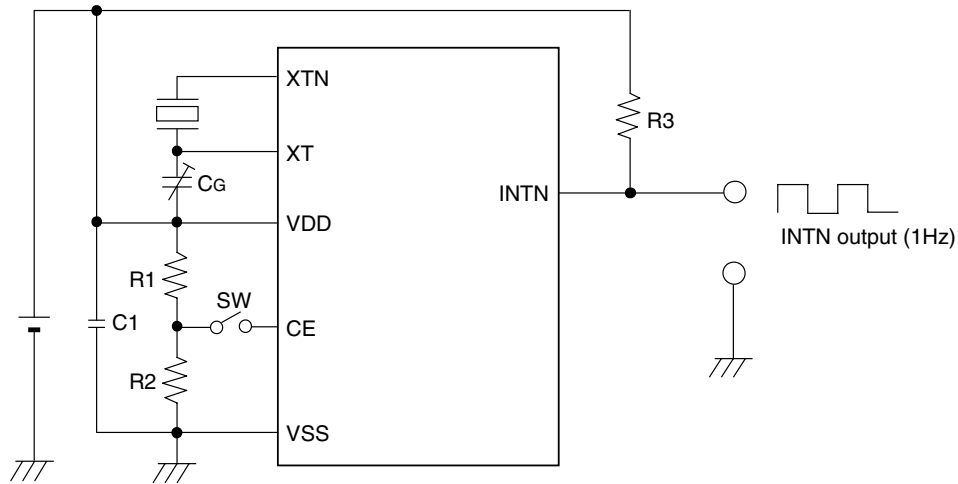 XTN
R3
XT
CG
INTN
VDD
INTN output (1Hz)
R1
SW
C1
CE
R2
VSS